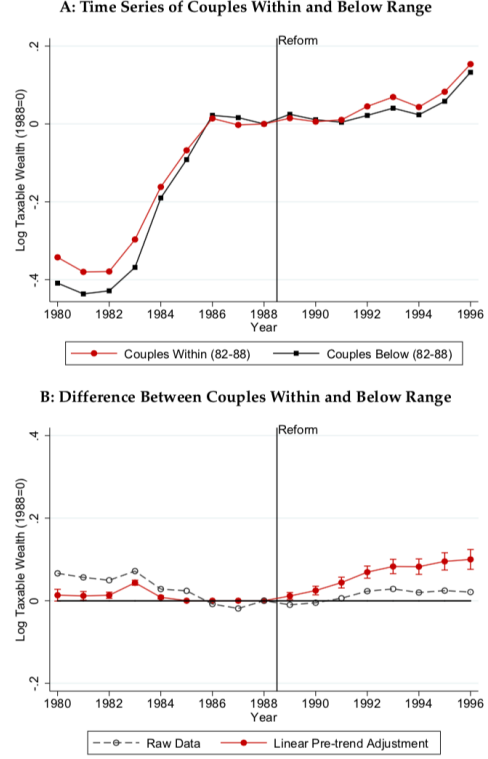 A: Time Series of Couples Within and Below Range
Reform
.2
0
-.2
-.4
Log Taxable Wealth (1988=0)
1980 1982 1984 1986 1988 1990 1992 1994 1996
Year
Couples Within (82-88) Couples Below (82-88)
B: Difference Between Couples Within and Below Range
Reform
.4
.2
0
-.2
Log Taxable Wealth (1988=0)
1980 1982 1984 1986 1988 1990 1992 1994 1996
Year
Raw Data Linear Pre-trend Adjustment